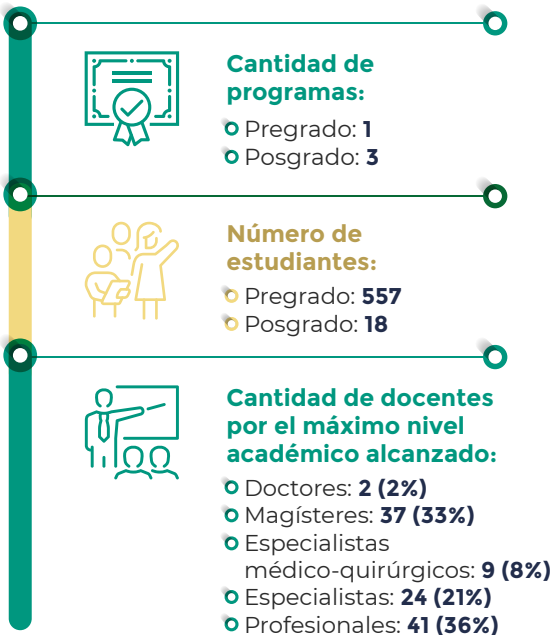 Cantidad de
programas:
Pregrado: 1
Posgrado: 3
Número de
estudiantes:
Pregrado: 557
Posgrado: 18
Cantidad de docentes
por el máximo nivel
académico alcanzado:
Doctores: 2 (2%)
Magísteres: 37 (33%)
Especialistas
médico-quirúrgicos: 9 (8%)
Especialistas: 24 (21%)
Profesionales: 41 (36%)